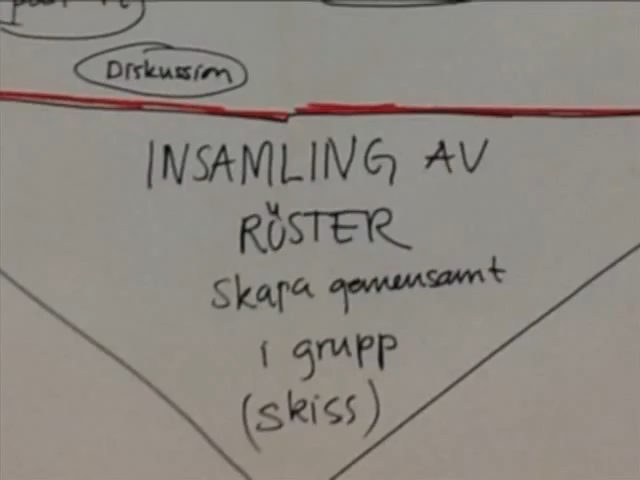 Diskussion
INSAMLING AV
RÖSTER
Skapa gemensamt
i grupp
(skiss)